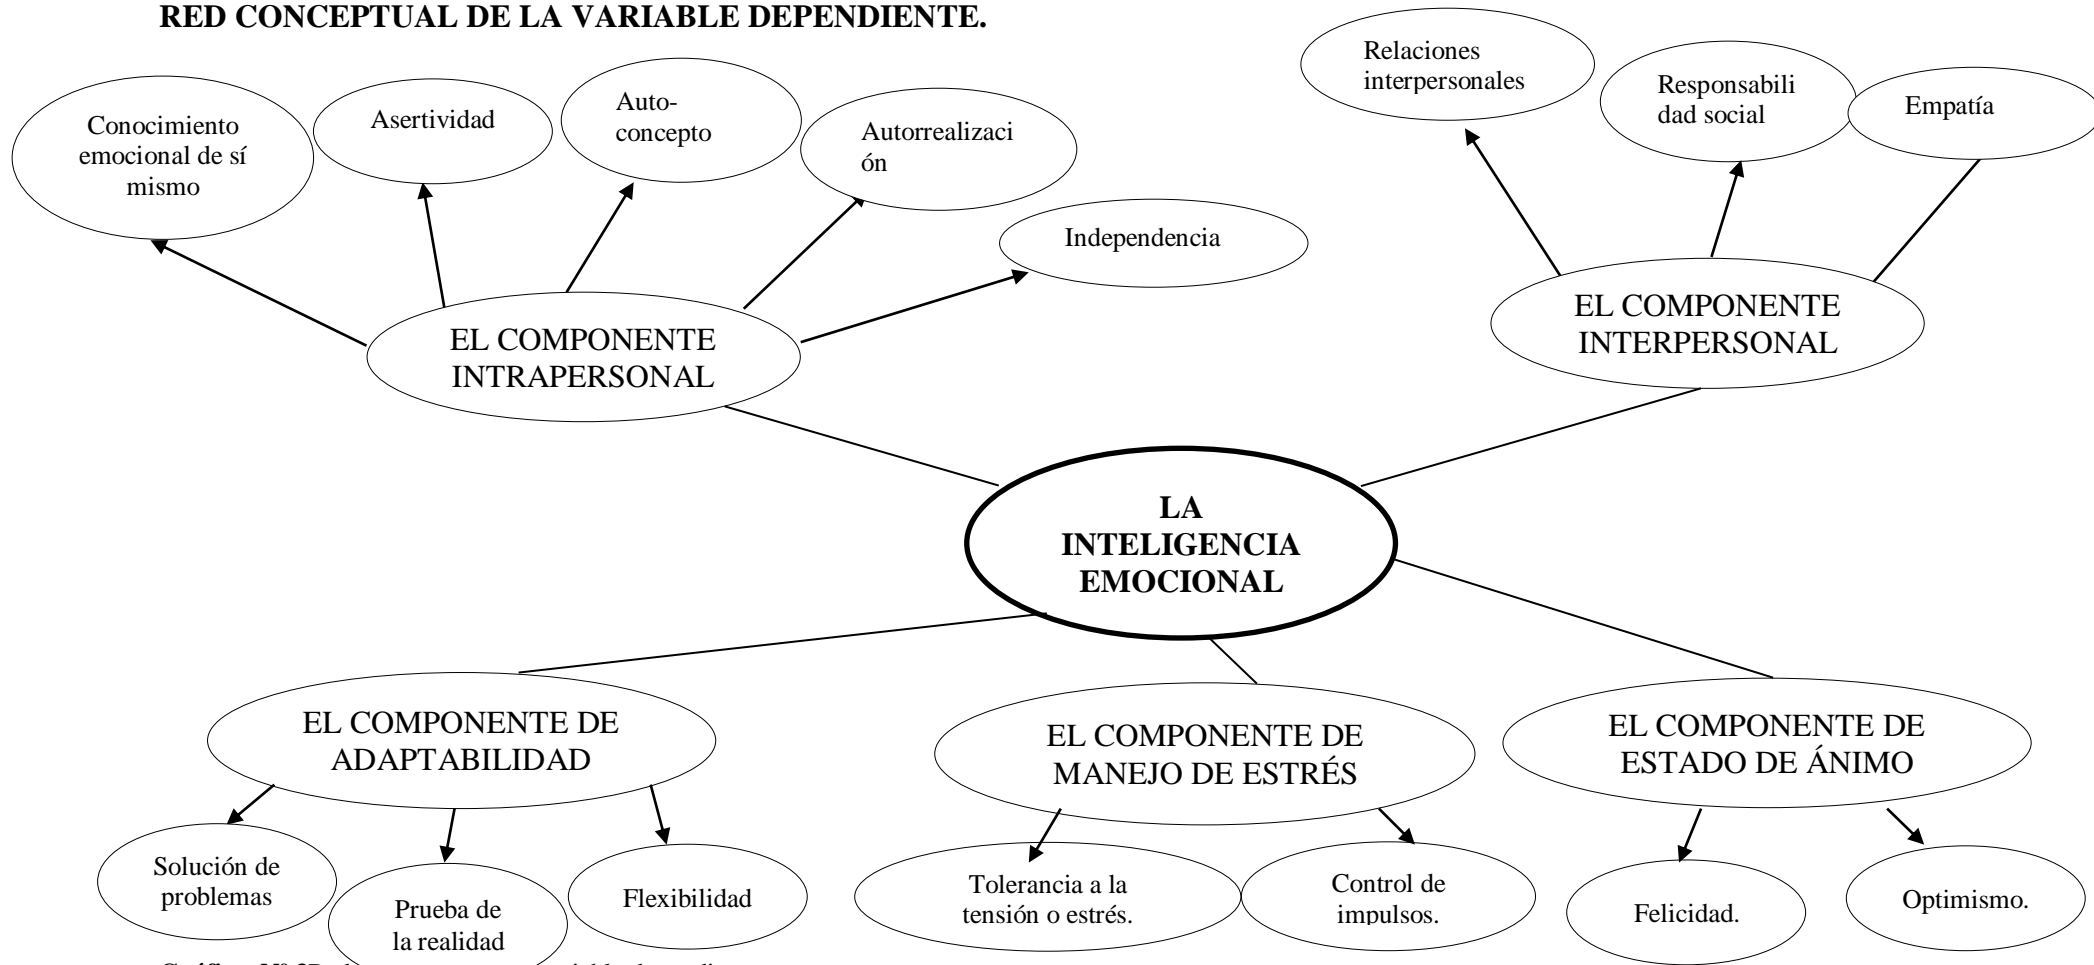 RED CONCEPTUAL DE LA VARIABLE DEPENDIENTE.
Conocimiento
emocional de sí
mismo
Asertividad
Auto-
concepto
Autorrealizaci
ón
Independencia
Relaciones
interpersonales
Responsabili
dad social
Empatía
EL COMPONENTE
INTRAPERSONAL
EL COMPONENTE
INTERPERSONAL
LA
INTELIGENCIA
EMOCIONAL
EL COMPONENTE DE
ADAPTABILIDAD
EL COMPONENTE DE
MANEJO DE ESTRÉS
EL COMPONENTE DE
ESTADO DE ÁNIMO
Solución de
problemas
Prueba de
la realidad
Flexibilidad
Tolerancia a la
tensión o estrés.
Control de
impulsos.
Felicidad.
Optimismo.